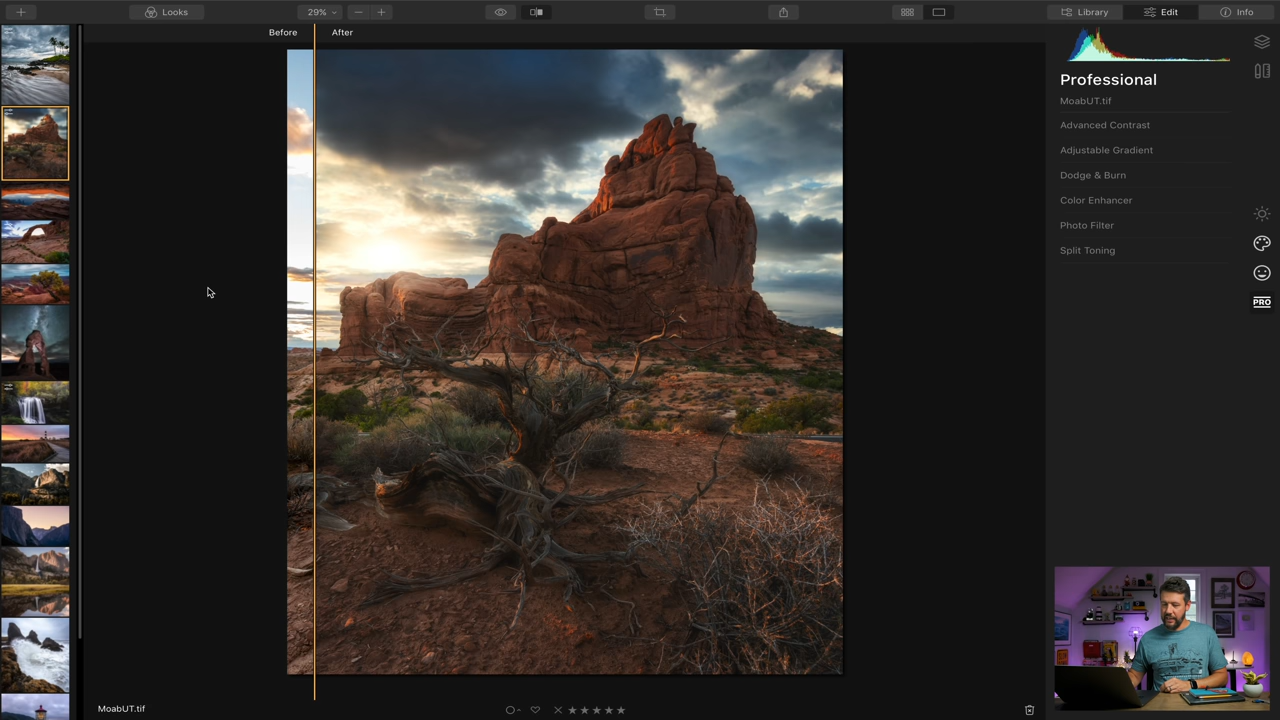 Looks
29%
Library
Edit
Info
Before
After
Professional
MoabUT.tif
Advanced Contrast
Adjustable Gradient
Dodge & Burn
Color Enhancer
Photo Filter
Split Toning
PRO
MoabUT.tif